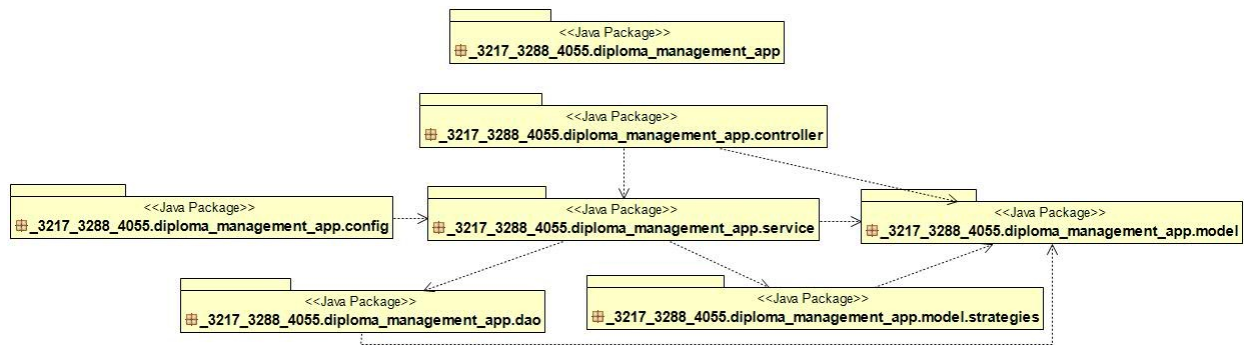 <<Java Package>>
_3217_3288_4055.diploma_management_app
<<Java Package>>
_3217_3288_4055.diploma_management_app.controller
<<Java Package>>
_3217_3288_4055.diploma_management_app.config
<<Java Package>>
_3217_3288_4055.diploma_management_app.service
<<Java Package>>
_3217_3288_4055.diploma_management_app.model
<<Java Package>>
_3217_3288_4055.diploma_management_app.dao
<<Java Package>>
_3217_3288_4055.diploma_management_app.model.strategies